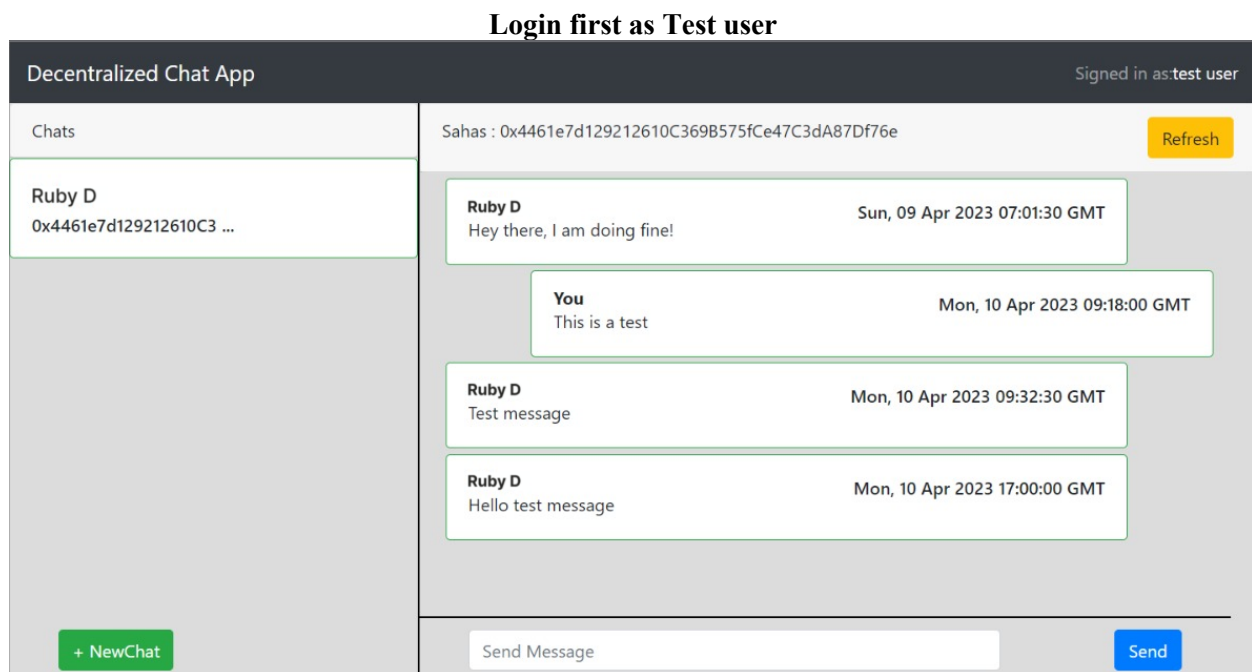 Login first as Test user
Decentralized Chat App
Signed in as:test user
Chats
Sahas : 0x4461e7d129212610C369B575fCe47C3dA87Df76e
Refresh
Ruby D
0x4461e7d129212610C3 ...
Ruby D
Sun, 09 Apr 2023 07:01:30 GMT
Hey there, I am doing fine!
You
Mon, 10 Apr 2023 09:18:00 GMT
This is a test
Ruby D
Mon, 10 Apr 2023 09:32:30 GMT
Test message
Ruby D
Mon, 10 Apr 2023 17:00:00 GMT
Hello test message
+ NewChat
Send Message
Send